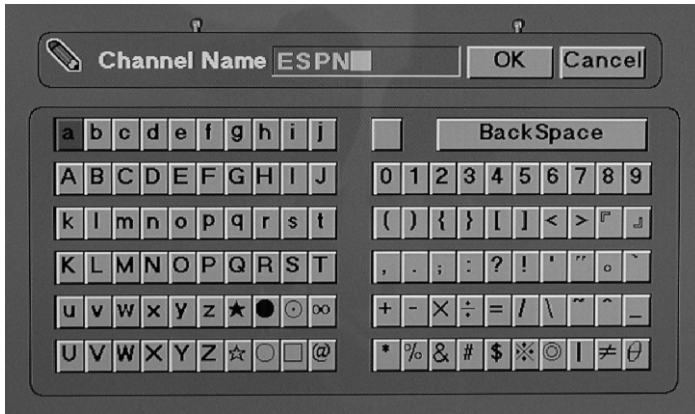 Channel Name ESPN OK Cancel
a b c d e f g h i j BackSpace
A B C D E F G H I J 0 1 2 3 4 5 6 7 8 9
k l m n o p q r s t ( ) { } [ ] < > 『 』
K L M N O P Q R S T , . ; : ? ! ' " 。 `
u v w x y z ★ ● ⊙ ∞ + - × ÷ = / \ ~ ^ _
U V W X Y Z ☆ ○ □ @ * % & # $ ※ ◎ | ≠ θ